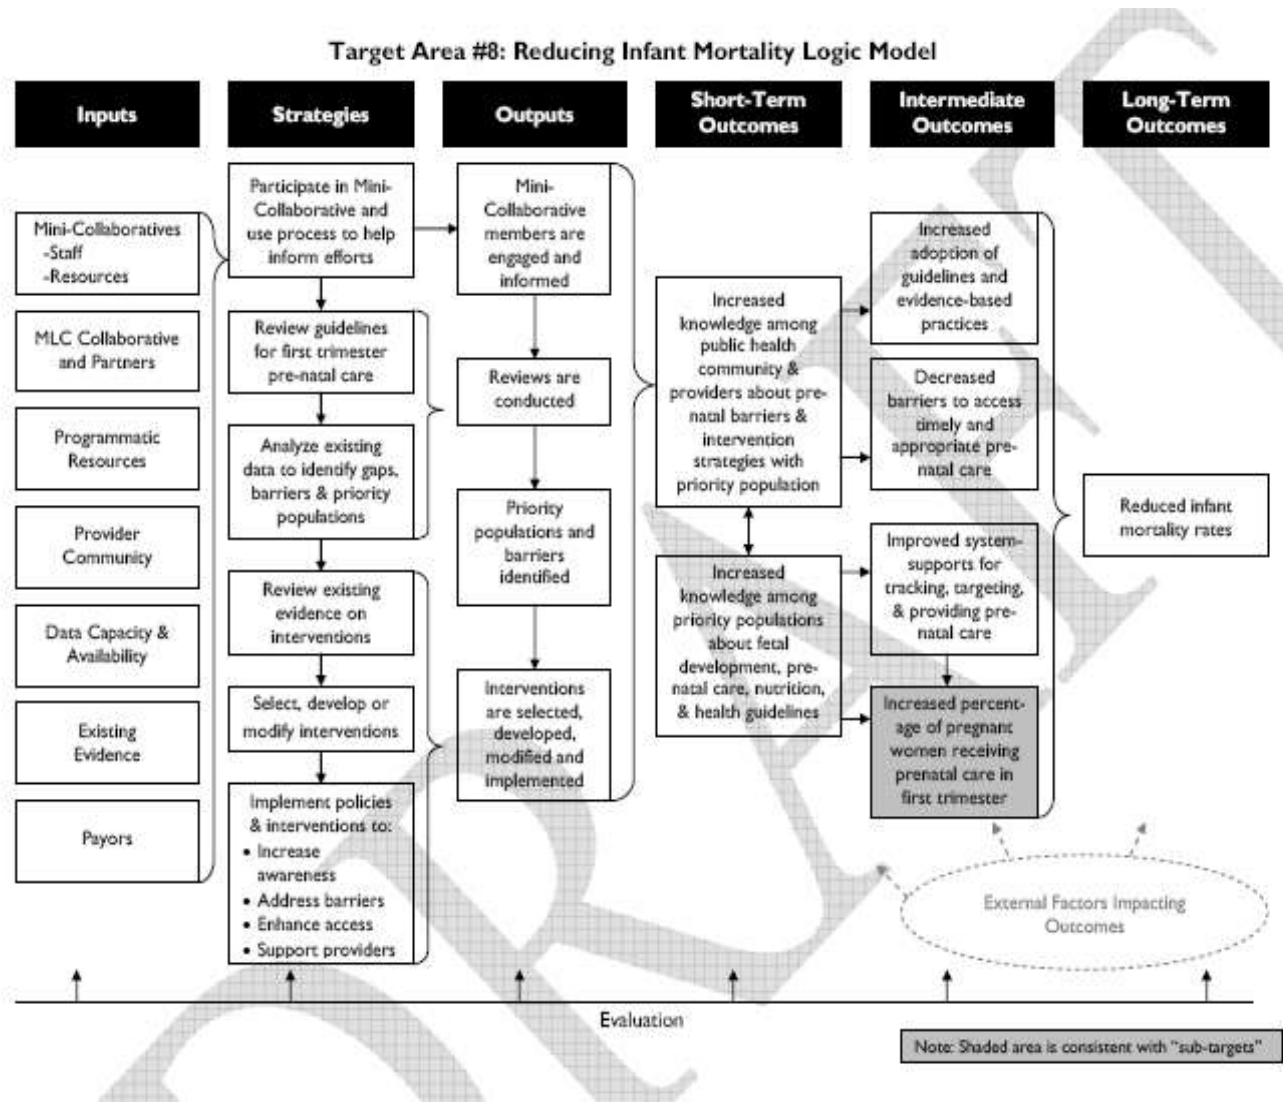 Target Area #8: Reducing Infant Mortality Logic Model
Inputs
Strategies
Outputs
Short-Term
Outcomes
Intermediate
Outcomes
Long-Term
Outcomes
Mini-Collaboratives
-Staff
-Resources
MLC Collaborative
and Partners
Programmatic
Resources
Provider
Community
Data Capacity &
Availability
Existing
Evidence
Payors
Participate in Mini-
Collaborative and
use process to help
inform efforts
Review guidelines
for first trimester
pre-natal care
Analyze existing
data to identify gaps,
barriers & priority
populations
Review existing
evidence on
interventions
Select, develop or
modify interventions
Implement policies
& interventions to:
• Increase
awareness
• Address barriers
• Enhance access
• Support providers
Mini-
Collaborative
members are
engaged and
informed
Reviews are
conducted
Priority
populations and
barriers
identified
Interventions
are selected,
developed,
modified and
implemented
Increased
knowledge among
public health
community &
providers about pre-
natal barriers &
intervention
strategies with
priority population
Increased
knowledge among
priority populations
about fetal
development, pre-
natal care, nutrition,
& health guidelines
Increased
adoption of
guidelines and
evidence-based
practices
Decreased
barriers to access
timely and
appropriate pre-
natal care
Improved system-
supports for
tracking, targeting,
& providing pre-
natal care
Increased percent-
age of pregnant
women receiving
prenatal care in
first trimester
Reduced infant
mortality rates
External Factors Impacting
Outcomes
Evaluation
Note: Shaded area is consistent with "sub-targets"
DRAFT